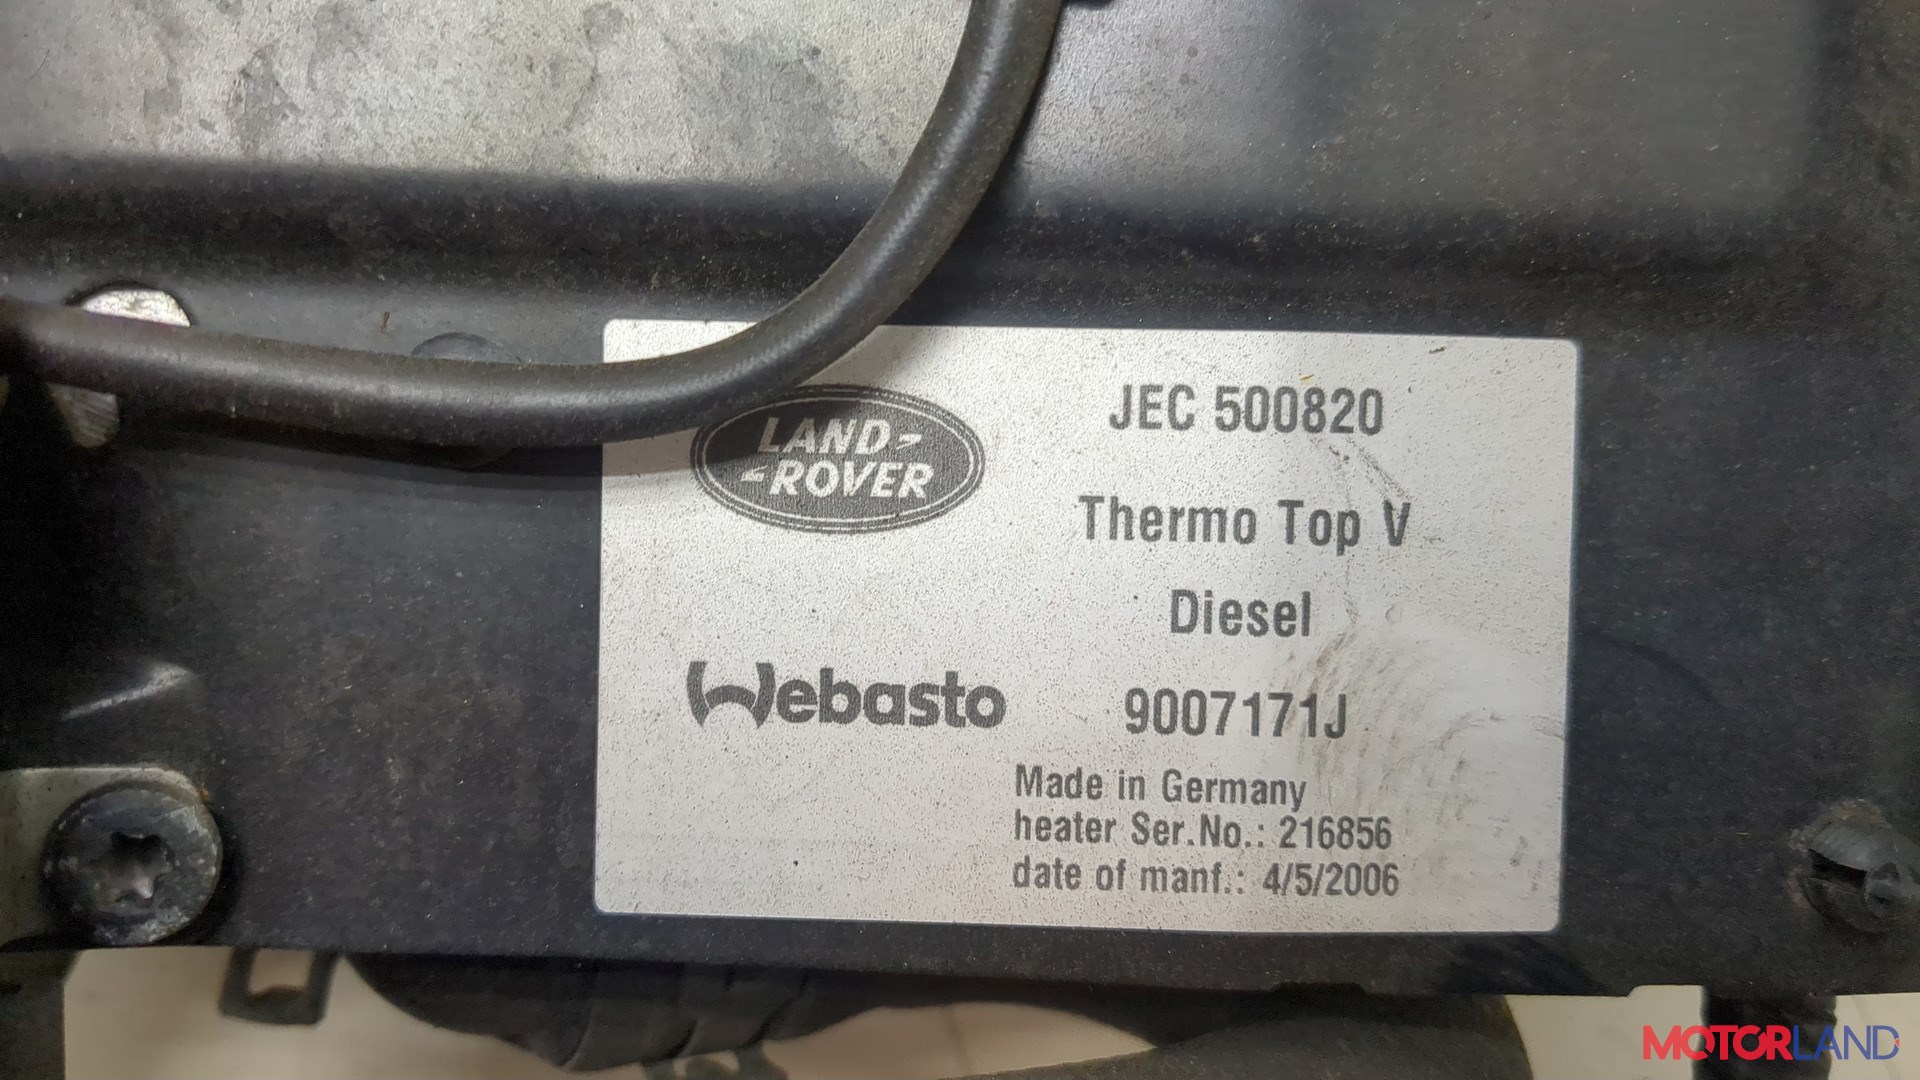 LAND-
-ROVER
JEC 500820
Thermo Top V
Diesel
Webasto
9007171J
Made in Germany
heater Ser.No.: 216856
date of manf.: 4/5/2006
MOTORLAND